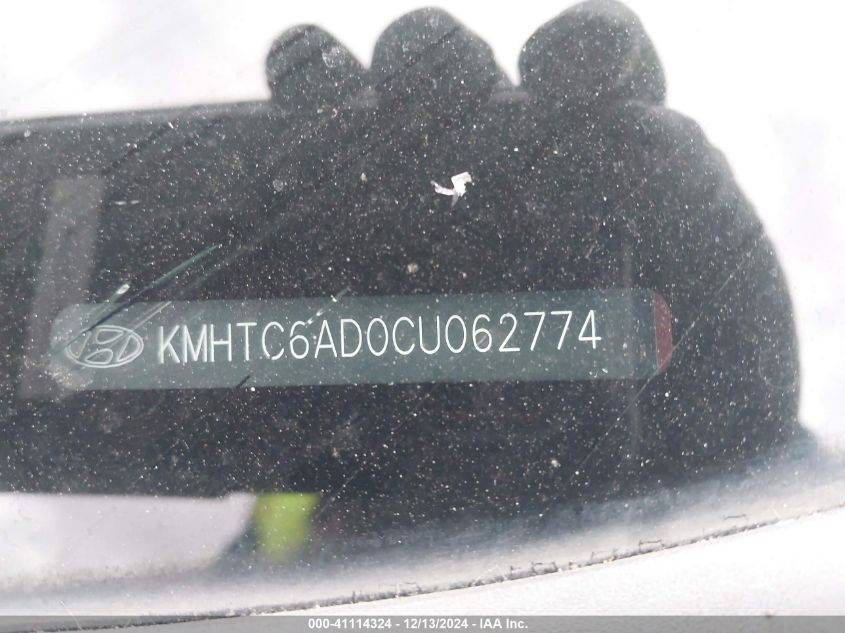 KMHTC6AD0CU062774
000-41114324 / 12/13/2024 - IAA Inc.